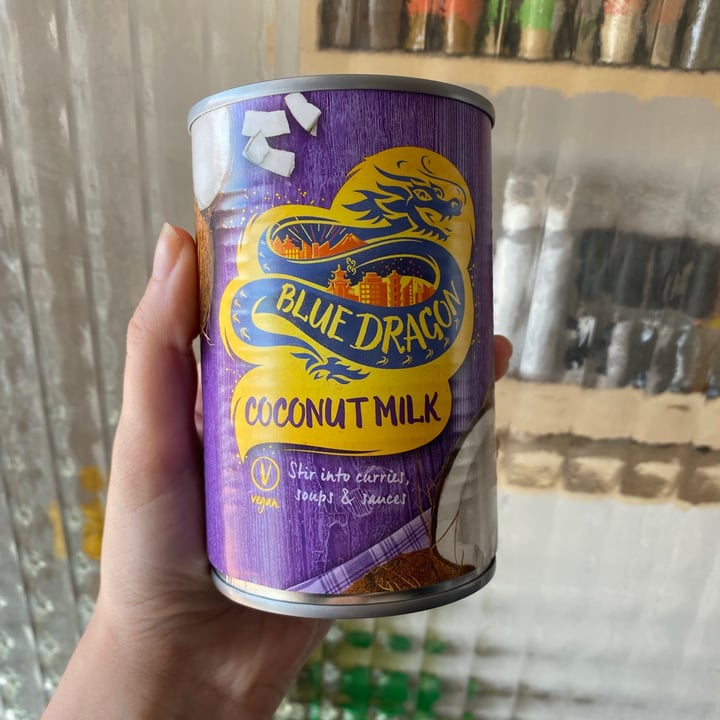 BLUE DRAGON
COCONUT MILK
V
vegan
Stir into curries,
soups & sauces